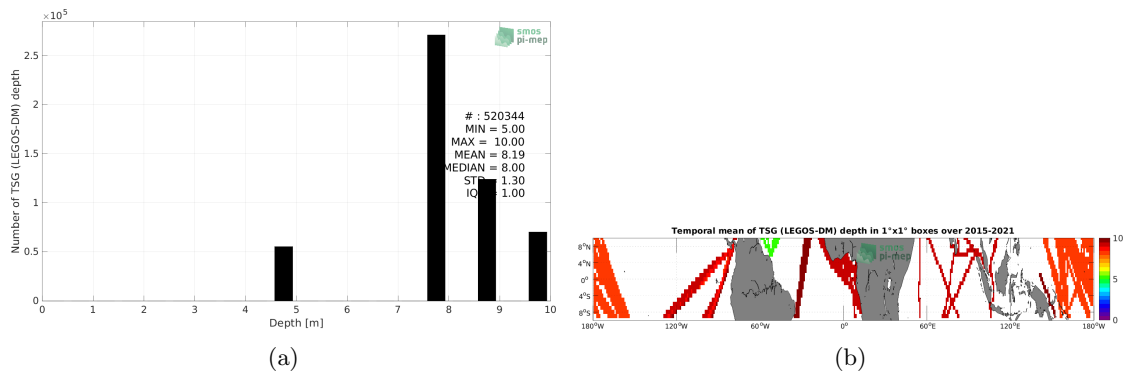 ×10⁵
smos
pi-mep
2.5
2
1.5
1
0.5
0
Number of TSG (LEGOS-DM) depth
# : 520344
MIN = 5.00
MAX = 10.00
MEAN = 8.19
MEDIAN = 8.00
= 1.30
= 1.00
0 1 2 3 4 5 6 7 8 9 10
Depth [m]
(a)
Temporal mean of TSG (LEGOS-DM) depth in 1°x1° boxes over 2015-2021
smos
pi-mep
8°N
4°N
0°
4°S
8°S
180°W 120°W 60°W 0° 60°E 120°E 180°W
10
5
0
(b)